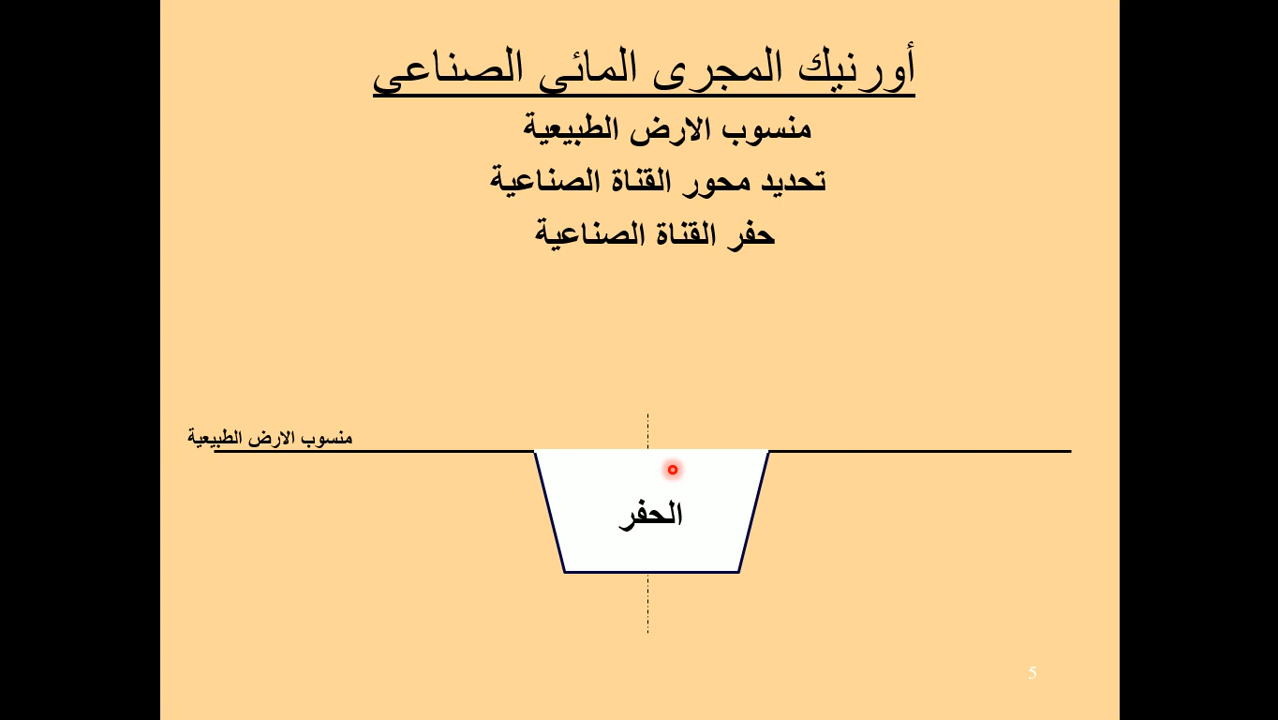 أورنيك المجرى المائى الصناعى
منسوب الارض الطبيعية
تحديد محور القناة الصناعية
حفر القناة الصناعية
منسوب الارض الطبيعية
الحفر
5